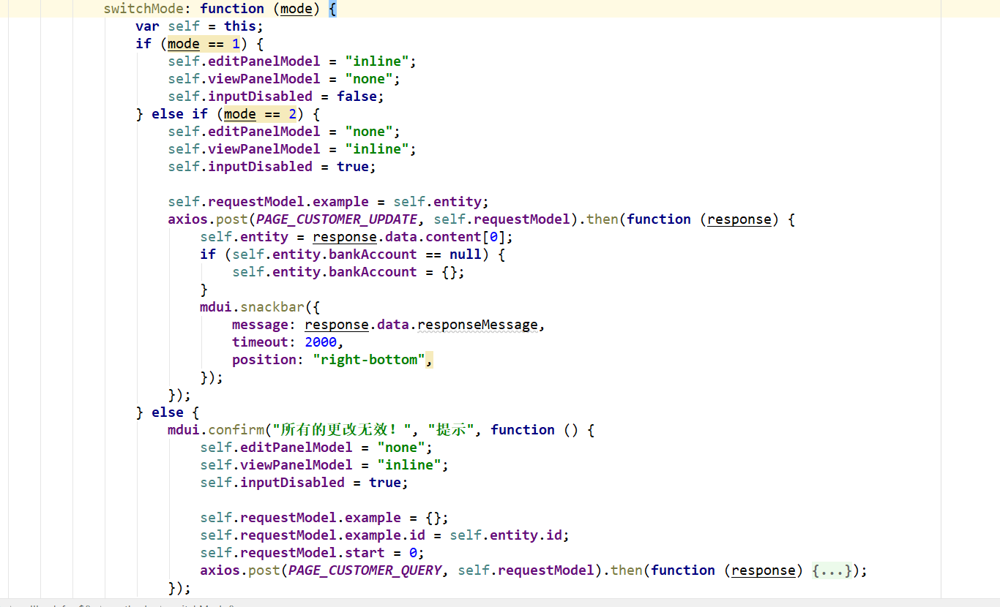 switchMode: function (mode) {
var self = this;
if (mode == 1) {
self.editPanelModel = "inline";
self.viewPanelModel = "none";
self.inputDisabled = false;
} else if (mode == 2) {
self.editPanelModel = "none";
self.viewPanelModel = "inline";
self.inputDisabled = true;
self.requestModel.example = self.entity;
axios.post(PAGE_CUSTOMER_UPDATE, self.requestModel).then(function (response) {
self.entity = response.data.content[0];
if (self.entity.bankAccount == null) {
self.entity.bankAccount = {};
}
mdui.snackbar({
message: response.data.responseMessage,
timeout: 2000,
position: "right-bottom",
});
});
} else {
mdui.confirm("所有的更改无效！", "提示", function () {
self.editPanelModel = "none";
self.viewPanelModel = "inline";
self.inputDisabled = true;
self.requestModel.example = {};
self.requestModel.example.id = self.entity.id;
self.requestModel.start = 0;
axios.post(PAGE_CUSTOMER_QUERY, self.requestModel).then(function (response) {...});
});